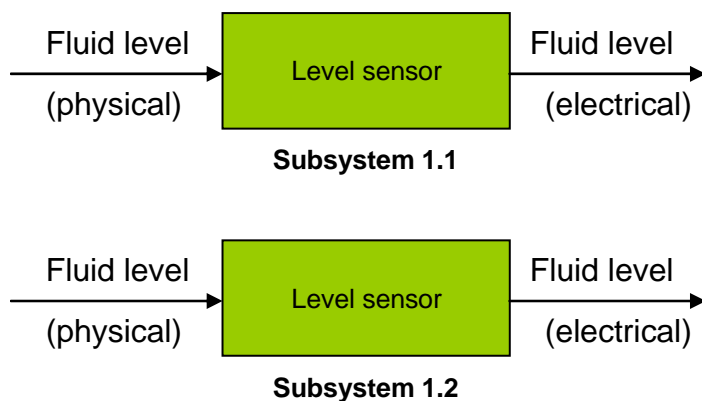 Fluid level
(physical)
Level sensor
Fluid level
(electrical)
Subsystem 1.1
Fluid level
(physical)
Level sensor
Fluid level
(electrical)
Subsystem 1.2